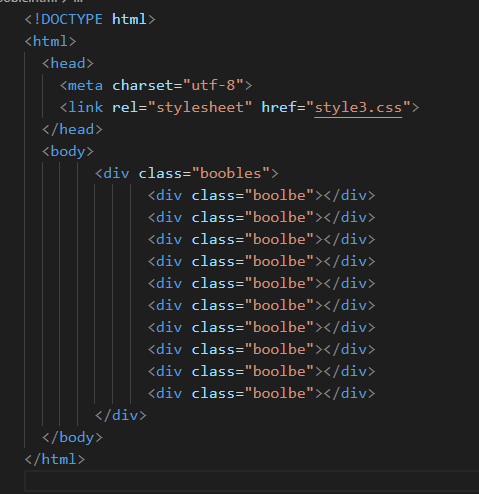 <!DOCTYPE html>
<html>
<head>
<meta charset="utf-8">
<link rel="stylesheet" href="style3.css">
</head>
<body>
<div class="boobles">
<div class="boolbe"></div>
<div class="boolbe"></div>
<div class="boolbe"></div>
<div class="boolbe"></div>
<div class="boolbe"></div>
<div class="boolbe"></div>
<div class="boolbe"></div>
<div class="boolbe"></div>
<div class="boolbe"></div>
<div class="boolbe"></div>
</div>
</body>
</html>